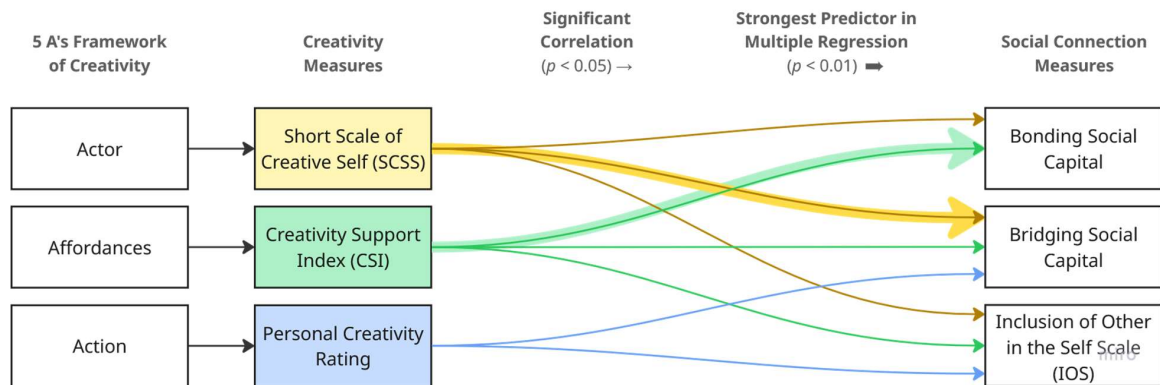 5 A's Framework
of Creativity
Creativity
Measures
Significant
Correlation
(p < 0.05) →
Strongest Predictor in
Multiple Regression
(p < 0.01) ➡
Social Connection
Measures
Actor
Short Scale of
Creative Self (SCSS)
Bonding Social
Capital
Affordances
Creativity Support
Index (CSI)
Bridging Social
Capital
Action
Personal Creativity
Rating
Inclusion of Other
in the Self Scale
(IOS)
miro